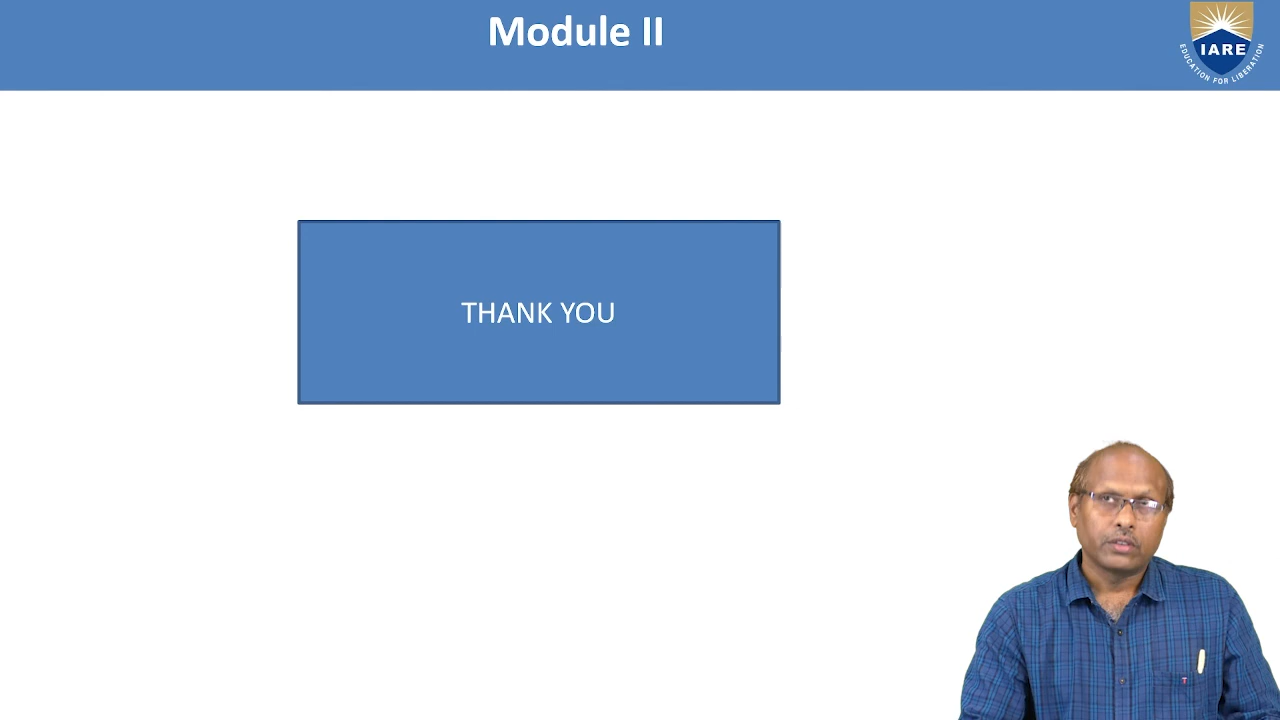 Module II
IARE
EDUCATION FOR LIBERATION
THANK YOU
T